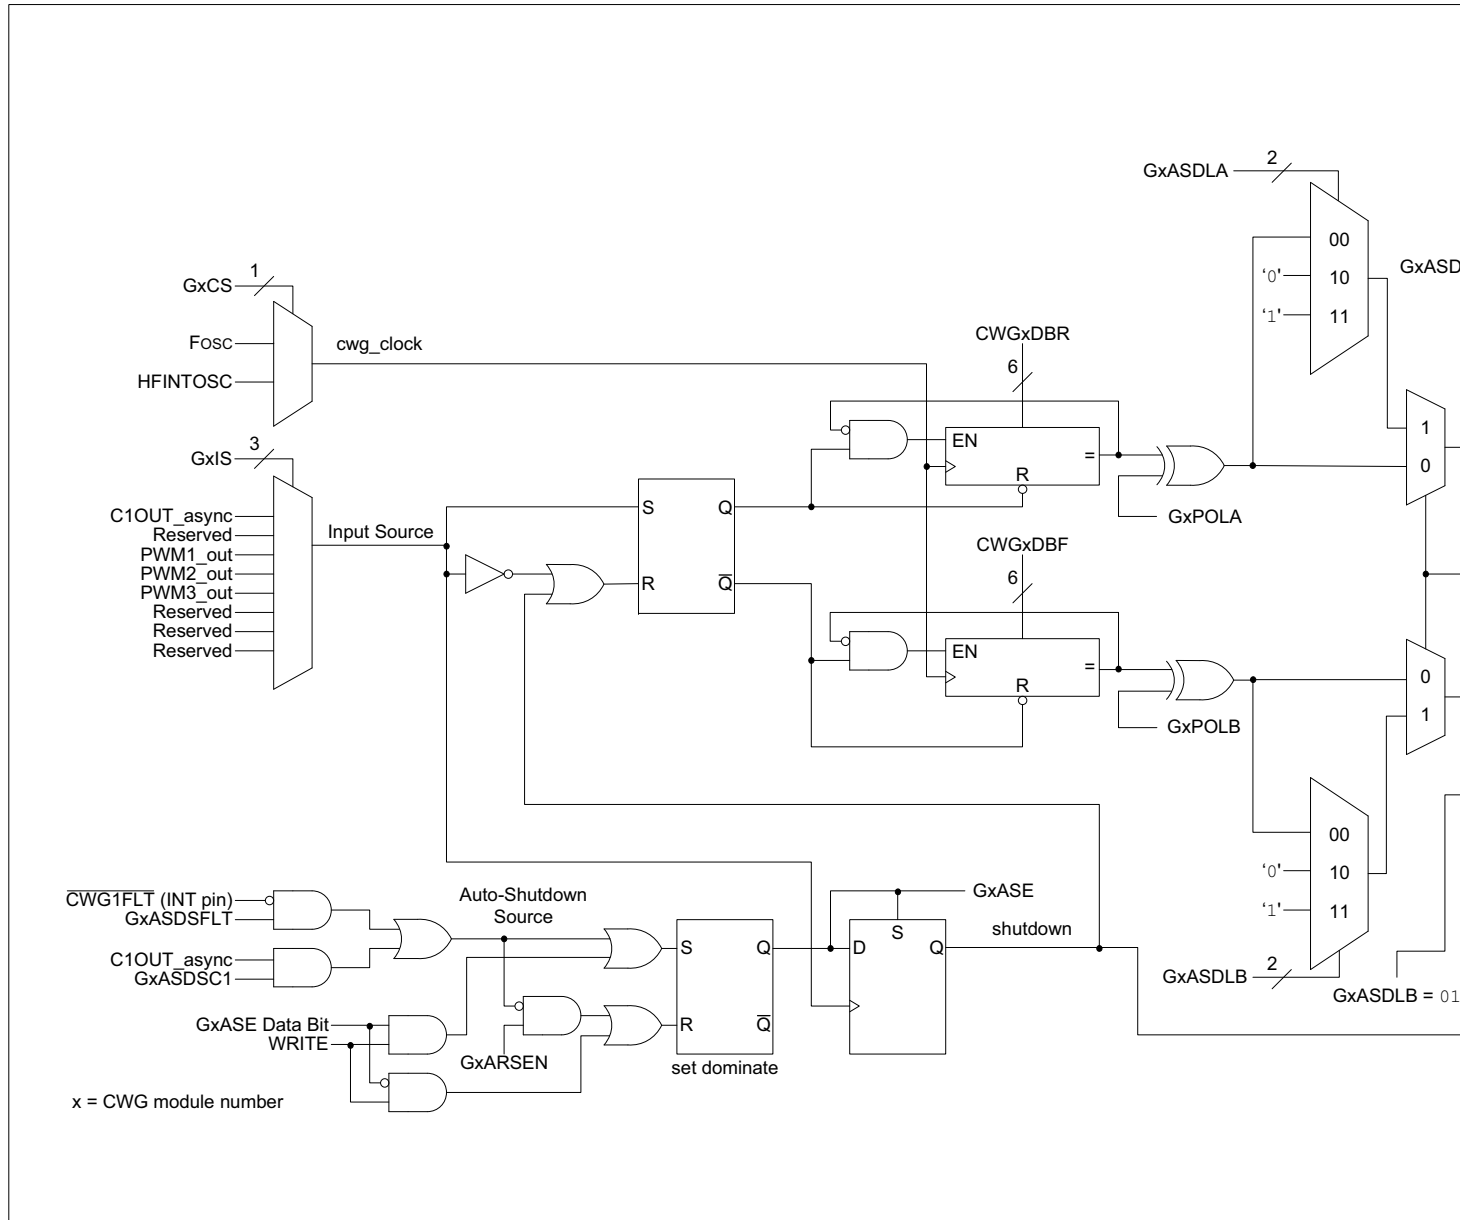 GxASDLA
2
00
GxASD
'0'
10
'1'
11
GxCS
1
FOSC
cwg_clock
HFINTOSC
CWGxDBR
6
EN
=
R
1
0
GxPOLA
GxIS
3
C1OUT_async
Reserved
PWM1_out
PWM2_out
PWM3_out
Reserved
Reserved
Reserved
Input Source
S
Q
R
Q
CWGxDBF
6
EN
=
R
0
1
GxPOLB
00
'0'
10
'1'
11
GxASDLB
2
GxASDLB = 01
CWG1FLT (INT pin)
GxASDSFLT
C1OUT_async
GxASDSC1
Auto-Shutdown
Source
S
Q
R
Q
set dominate
GxASE
S
D
Q
shutdown
GxASE Data Bit
WRITE
GxARSEN
x = CWG module number